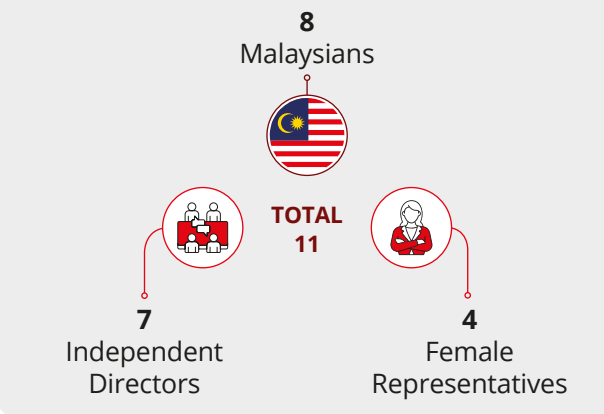 8
Malaysians
TOTAL
11
7
Independent
Directors
4
Female
Representatives